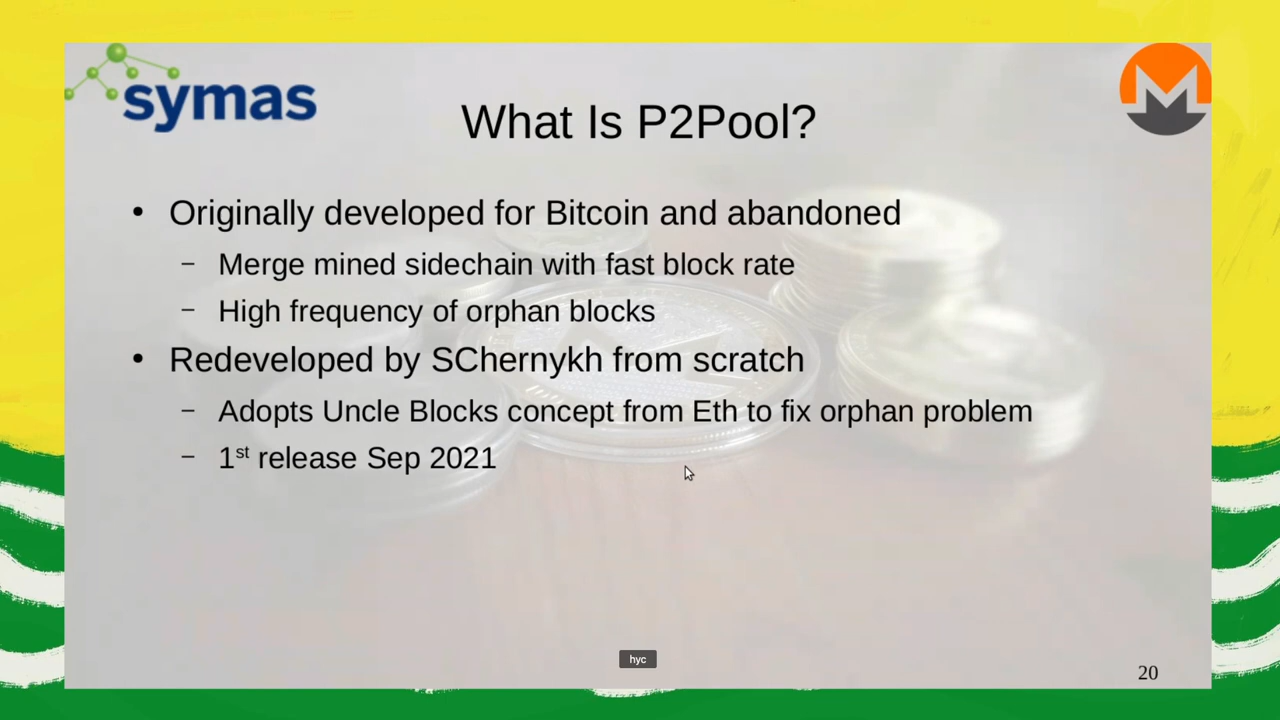 symas
What Is P2Pool?
• Originally developed for Bitcoin and abandoned
– Merge mined sidechain with fast block rate
– High frequency of orphan blocks
• Redeveloped by SChernykh from scratch
– Adopts Uncle Blocks concept from Eth to fix orphan problem
– 1st release Sep 2021
hyc
20